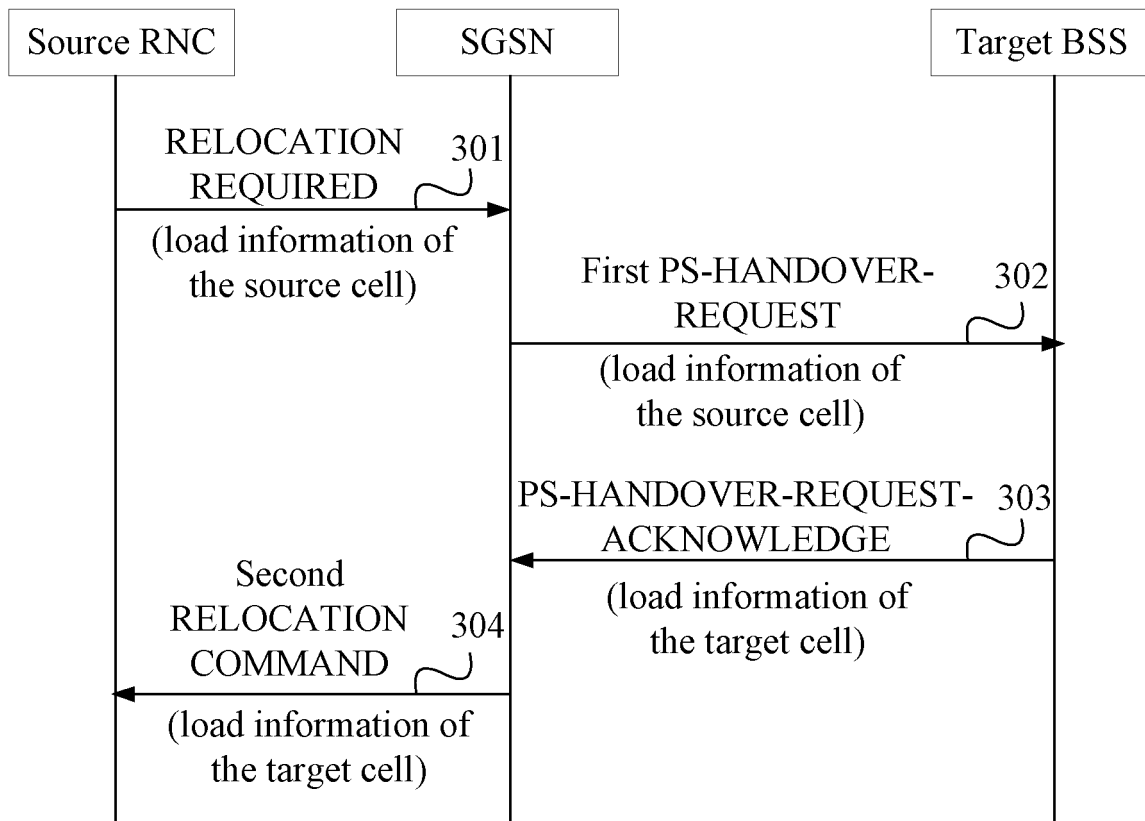 Source RNC
SGSN
Target BSS
RELOCATION
REQUIRED
301
(load information of
the source cell)
First PS-HANDOVER-
REQUEST
302
(load information of
the source cell)
PS-HANDOVER-REQUEST-
ACKNOWLEDGE
303
(load information of
the target cell)
Second
RELOCATION
COMMAND
304
(load information of
the target cell)